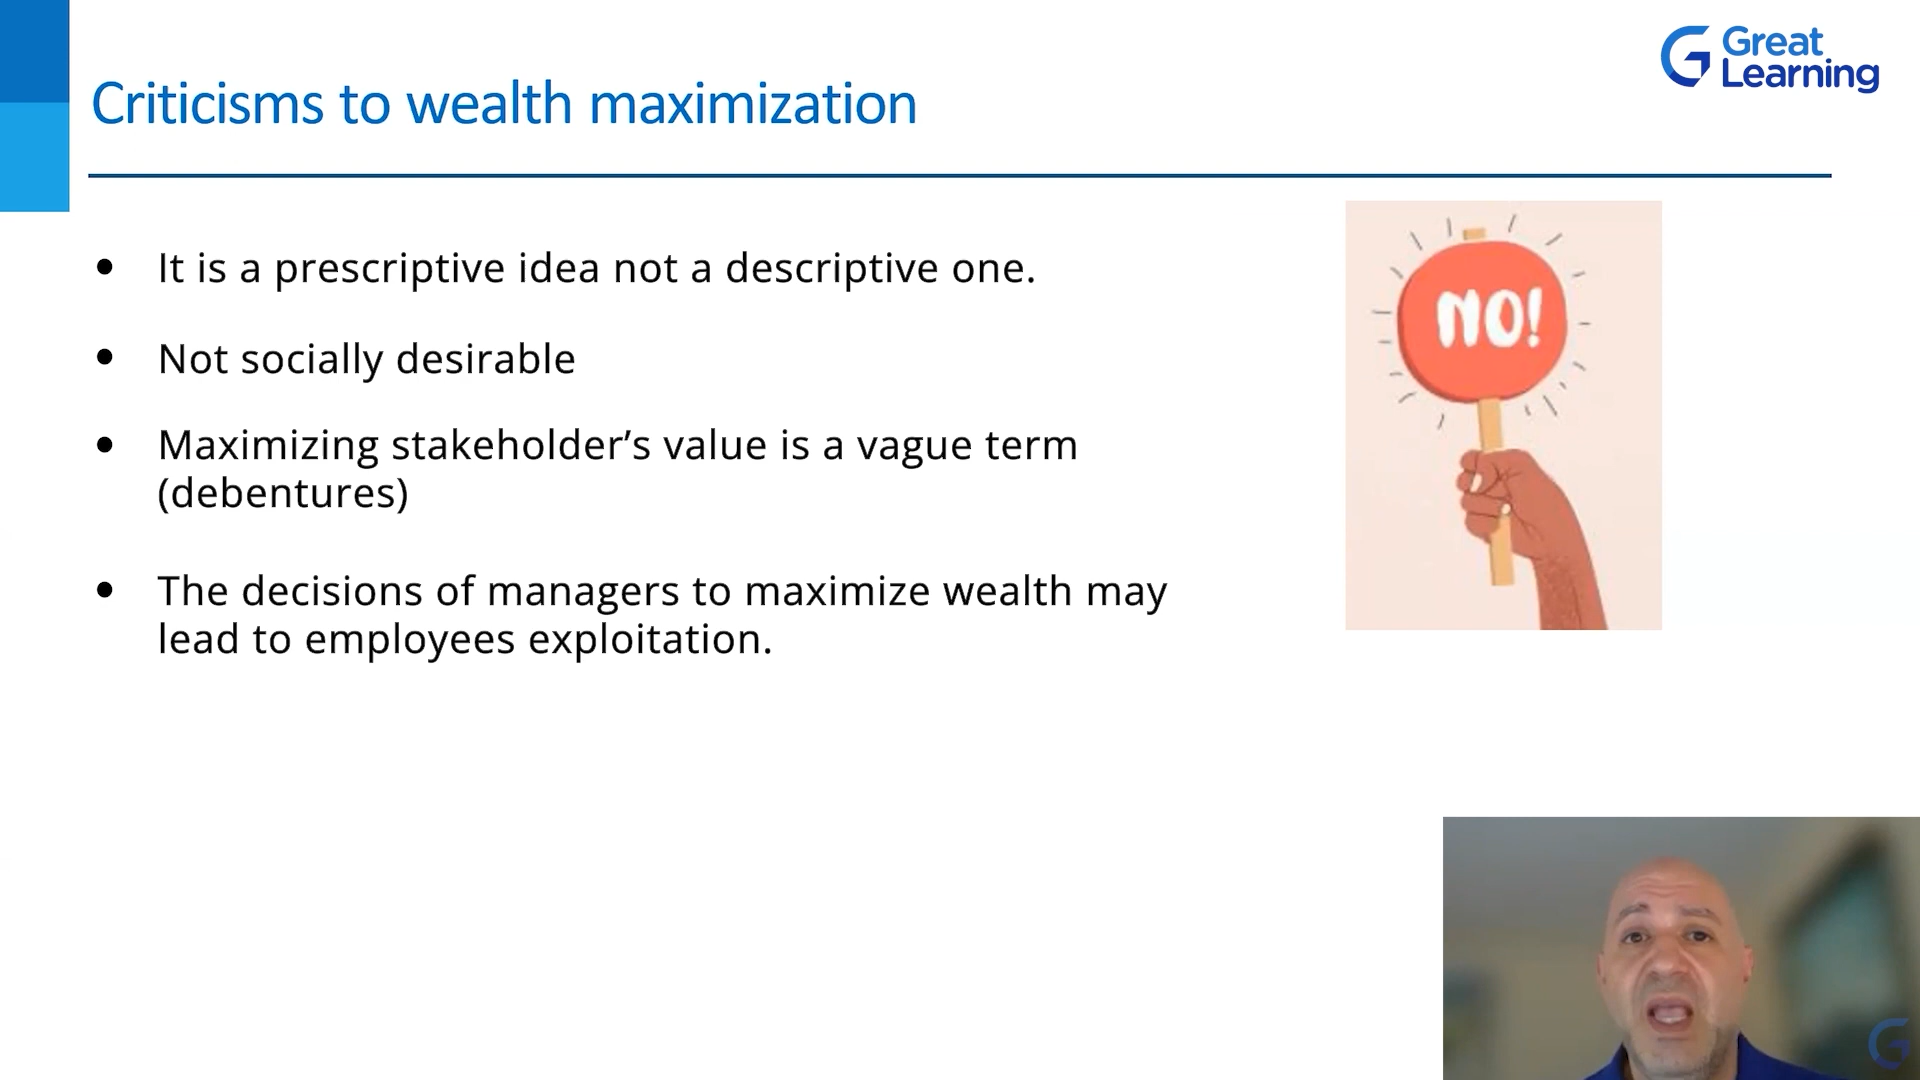 Great
Learning
Criticisms to wealth maximization
It is a prescriptive idea not a descriptive one.
Not socially desirable
Maximizing stakeholder’s value is a vague term
(debentures)
The decisions of managers to maximize wealth may
lead to employees exploitation.
NO!